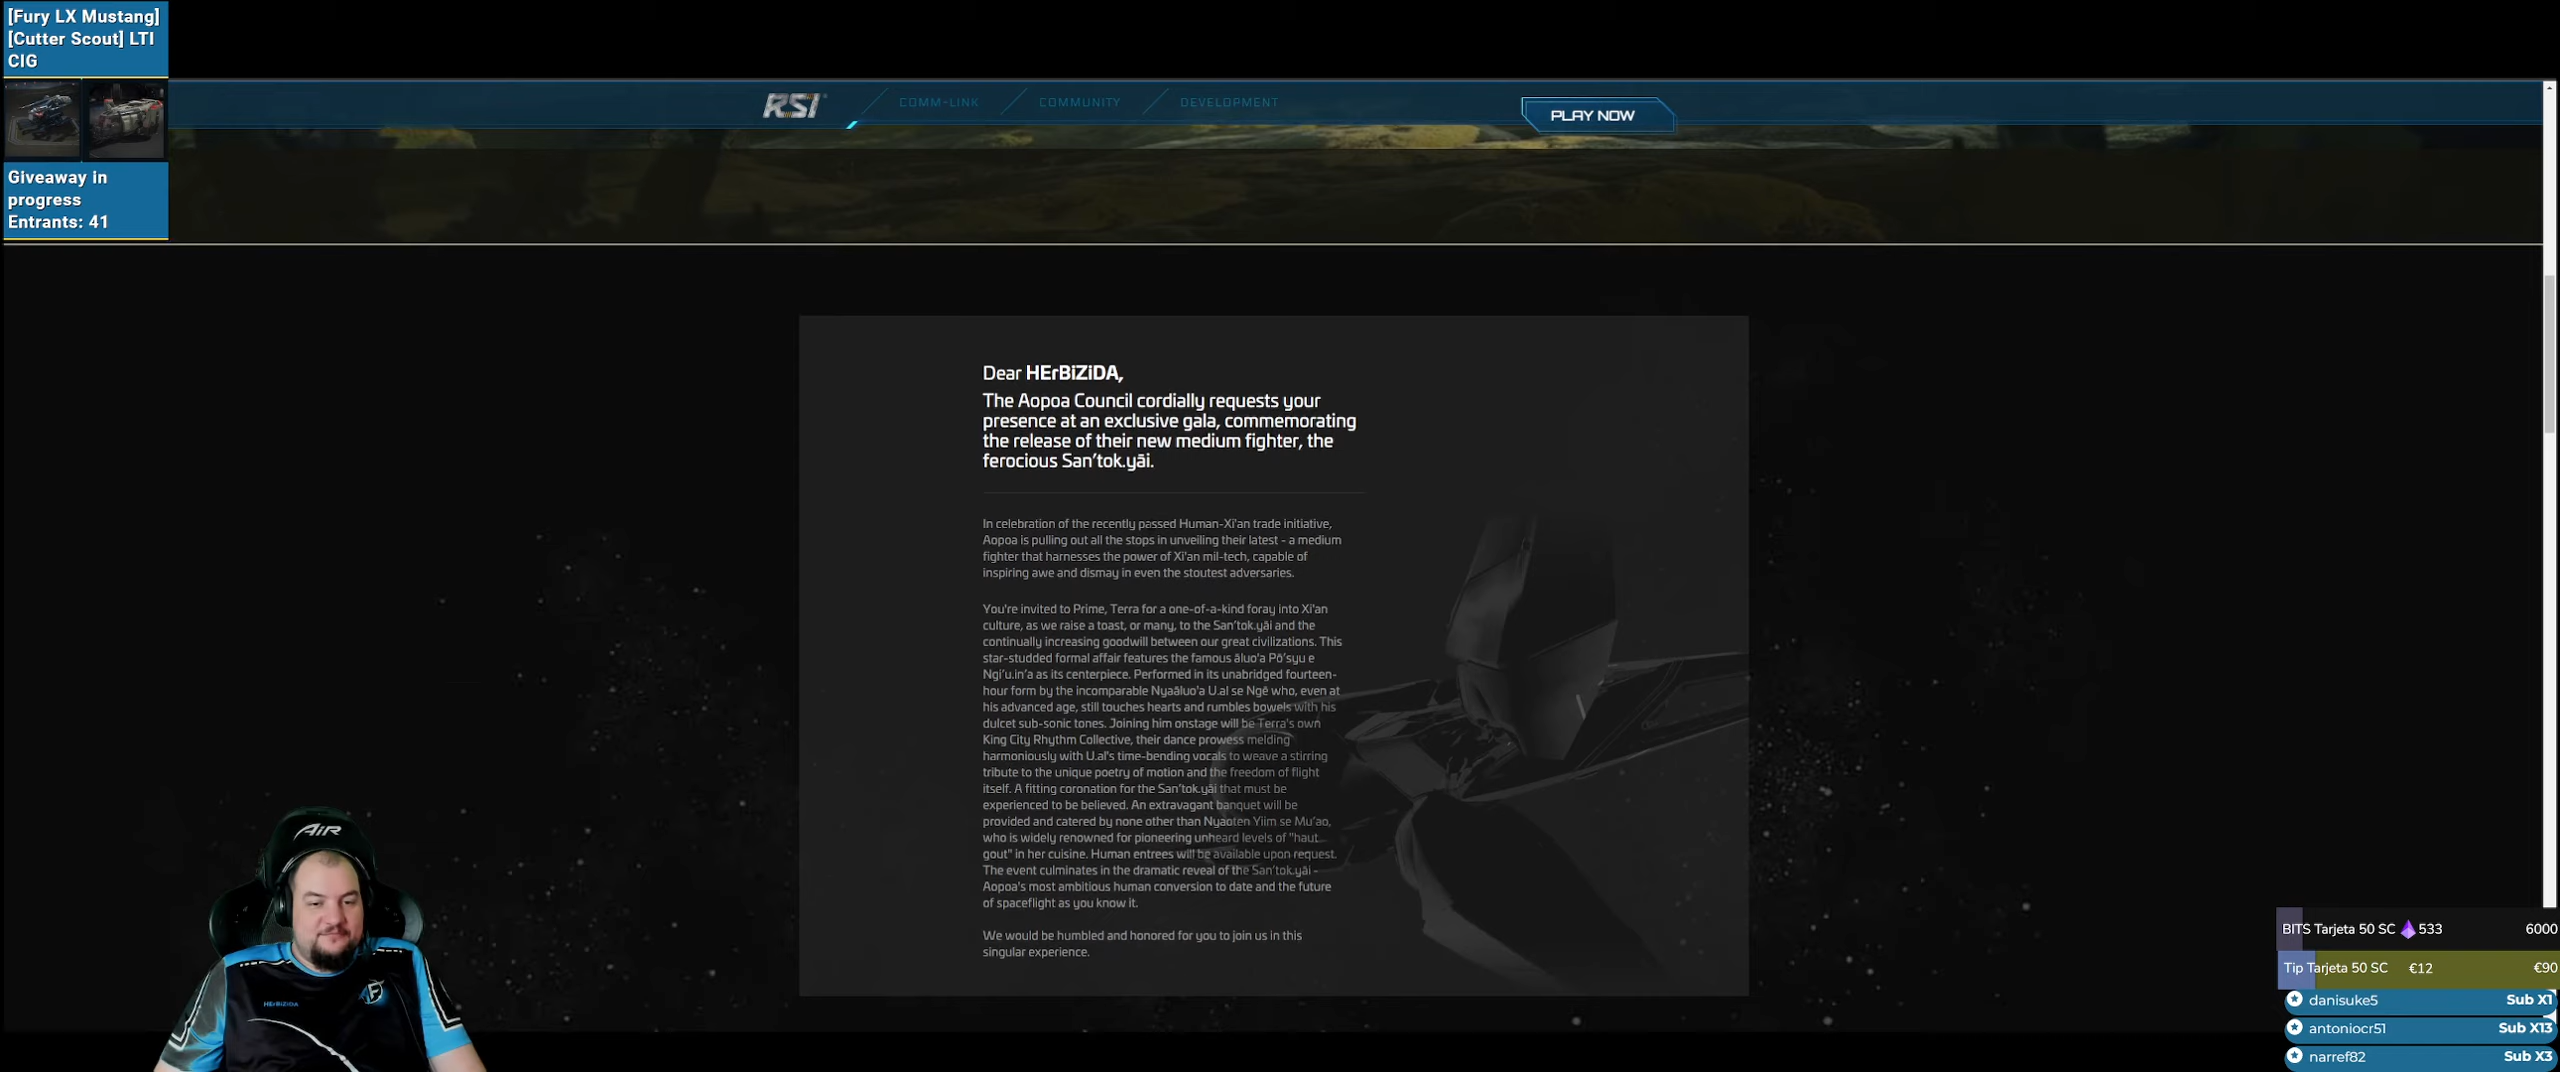 [Fury LX Mustang]
[Cutter Scout] LTI
CIG
Giveaway in
progress
Entrants: 41
RSI
COMM-LINK
COMMUNITY
DEVELOPMENT
PLAY NOW
Dear HErBiZiDA,
The Aopoa Council cordially requests your
presence at an exclusive gala, commemorating
the release of their new medium fighter, the
ferocious San'tok.yāi.
In celebration of the recently passed Human-Xi'an trade initiative,
Aopoa is pulling out all the stops in unveiling their latest - a medium
fighter that harnesses the power of Xi'an mil-tech, capable of
inspiring awe and dismay in even the stoutest adversaries.
You're invited to Prime, Terra for a one-of-a-kind foray into Xi'an
culture, as we raise a toast, or many, to the San'tok.yāi and the
continually increasing goodwill between our great civilizations. This
star-studded formal affair features the famous āluo'a Pō'syu e
Ngi'u.in'a as its centerpiece. Performed in its unabridged fourteen-
hour form by the incomparable Nyaāluo'a U.al se Ngē who, even at
his advanced age, still touches hearts and rumbles bowels with his
dulcet sub-sonic tones. Joining him onstage will be Terra's own
King City Rhythm Collective, their dance prowess melding
harmoniously with U.al's time-bending vocals to weave a stirring
tribute to the unique poetry of motion and the freedom of flight
itself. A fitting coronation for the San'tok.yāi that must be
experienced to be believed. An extravagant banquet will be
provided and catered by none other than Nyaoten Yiim se Mu'ao,
who is widely renowned for pioneering unheard levels of "haut
gout" in her cuisine. Human entrees will be available upon request.
The event culminates in the dramatic reveal of the San'tok.yāi -
Aopoa's most ambitious human conversion to date and the future
of spaceflight as you know it.
We would be humbled and honored for you to join us in this
singular experience.
AiR
HErBiZiDA
BITS Tarjeta 50 SC 533 6000
Tip Tarjeta 50 SC €12 €90
danisuke5 Sub X1
antoniocr51 Sub X13
narref82 Sub X3